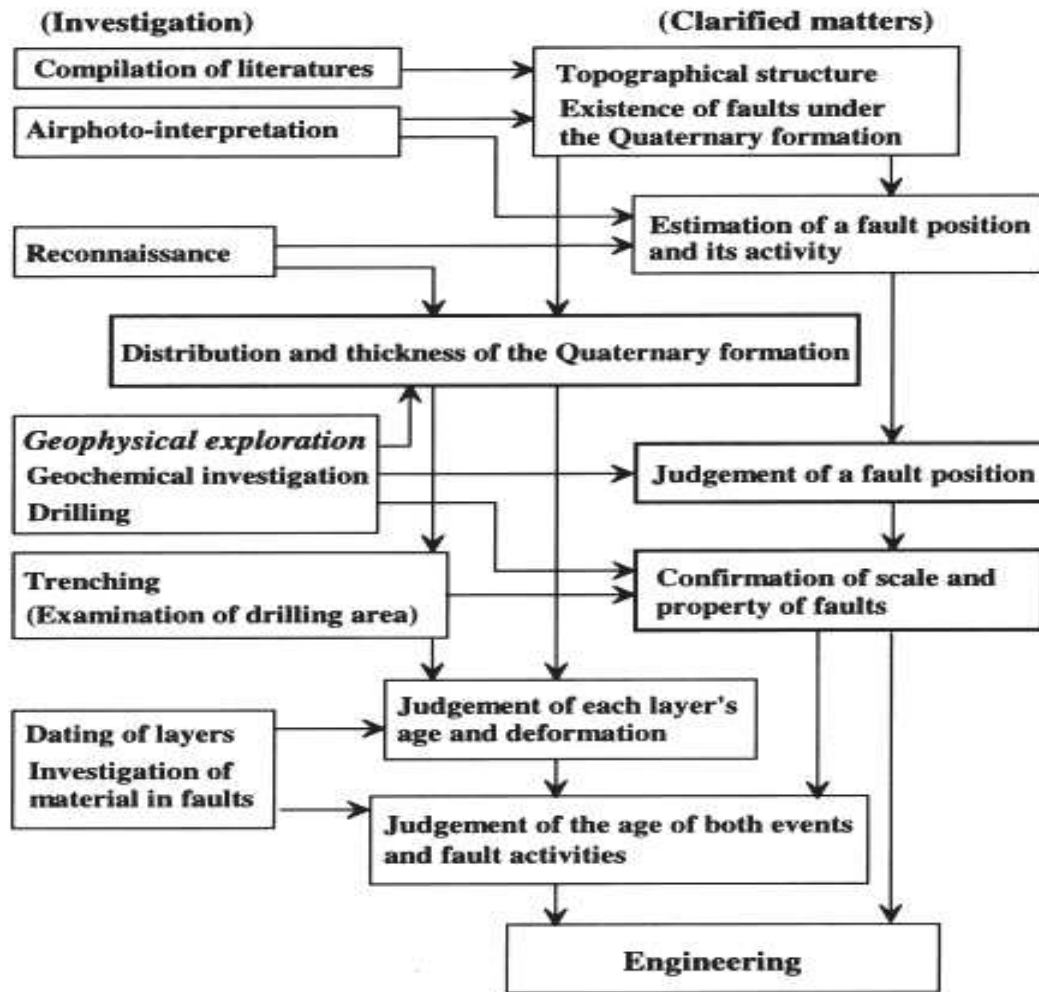 (Investigation)
(Clarified matters)
Compilation of literatures
Topographical structure
Existence of faults under
the Quaternary formation
Airphoto-interpretation
Estimation of a fault position
and its activity
Reconnaissance
Distribution and thickness of the Quaternary formation
Geophysical exploration
Geochemical investigation
Drilling
Judgement of a fault position
Trenching
(Examination of drilling area)
Confirmation of scale and
property of faults
Judgement of each layer's
age and deformation
Dating of layers
Investigation of
material in faults
Judgement of the age of both events
and fault activities
Engineering